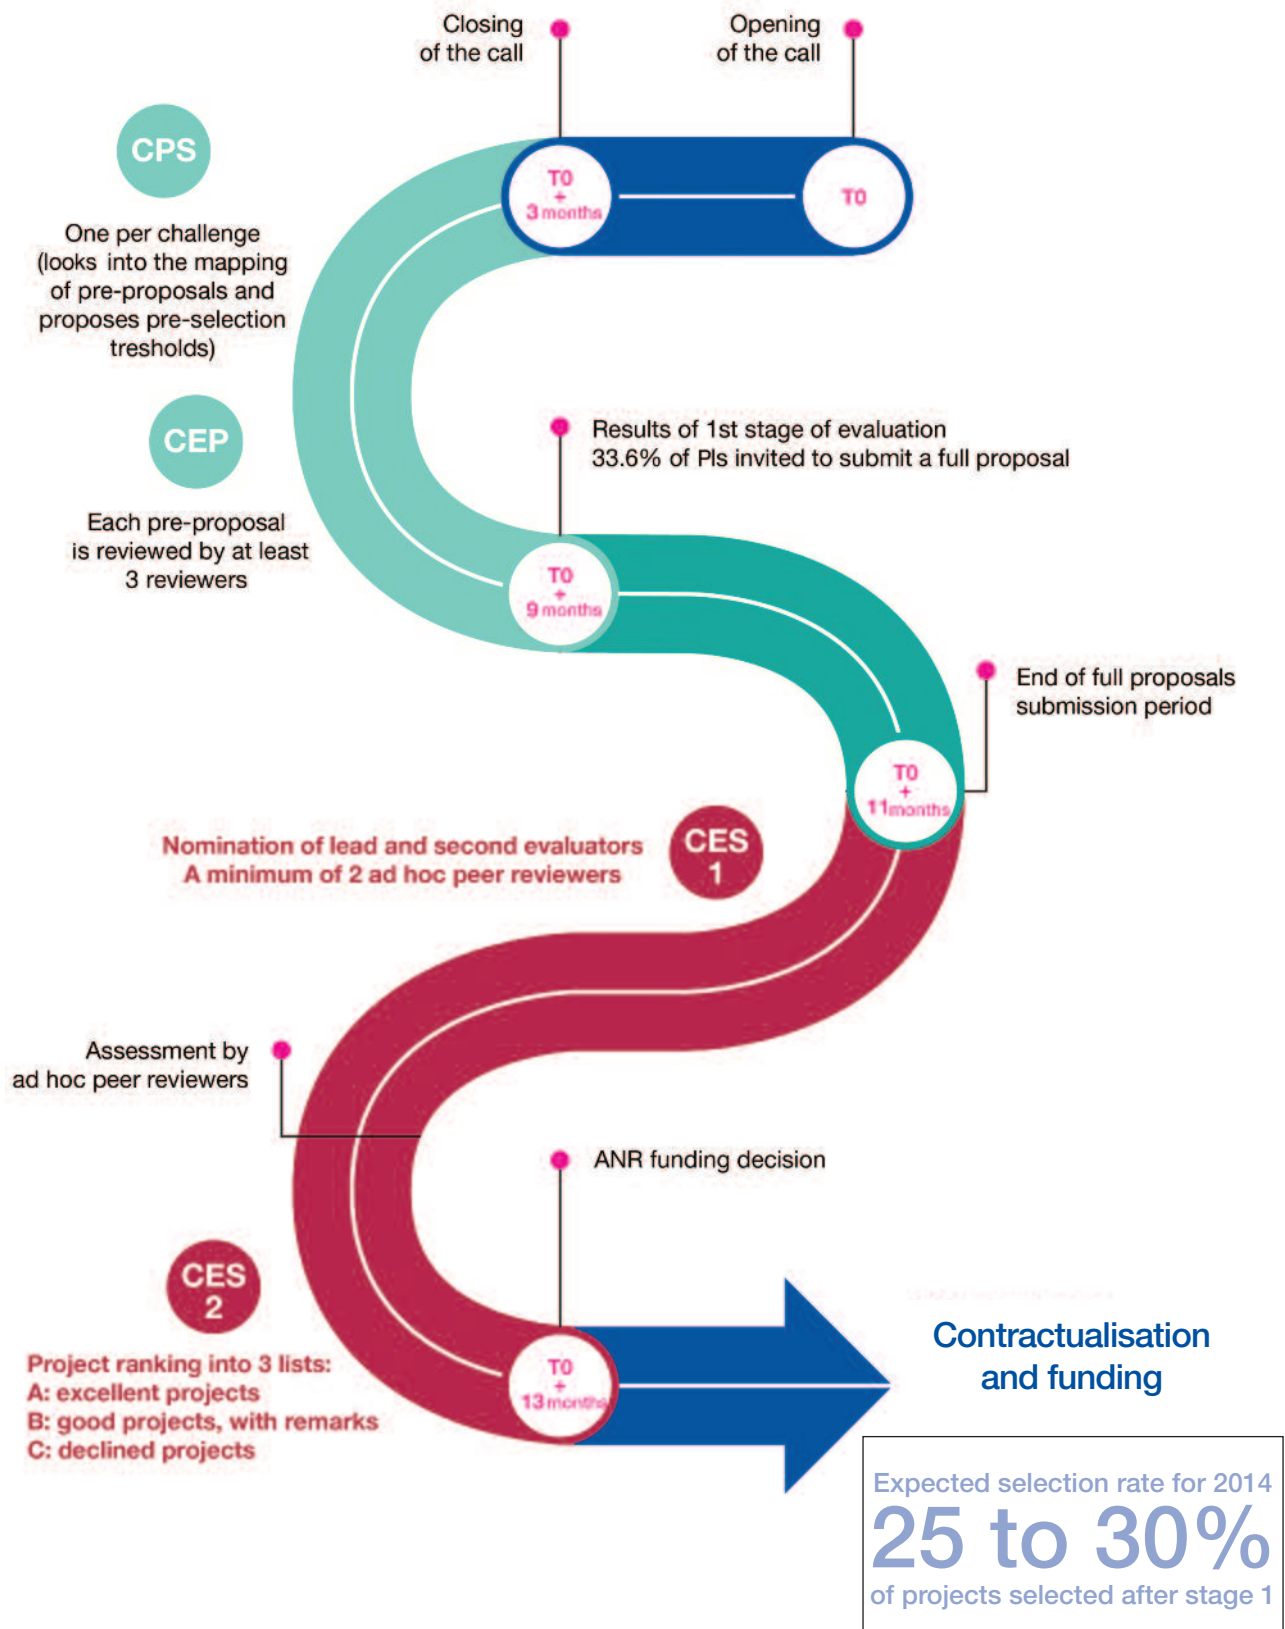 Closing
of the call
Opening
of the call
CPS
T0
+
3 months
T0
One per challenge
(looks into the mapping
of pre-proposals and
proposes pre-selection
tresholds)
CEP
Results of 1st stage of evaluation
33.6% of PIs invited to submit a full proposal
Each pre-proposal
is reviewed by at least
3 reviewers
T0
+
9 months
End of full proposals
submission period
T0
+
11 months
Nomination of lead and second evaluators
A minimum of 2 ad hoc peer reviewers
CES
1
Assessment by
ad hoc peer reviewers
ANR funding decision
CES
2
Project ranking into 3 lists:
A: excellent projects
B: good projects, with remarks
C: declined projects
T0
+
13 months
Contractualisation
and funding
Expected selection rate for 2014
25 to 30%
of projects selected after stage 1